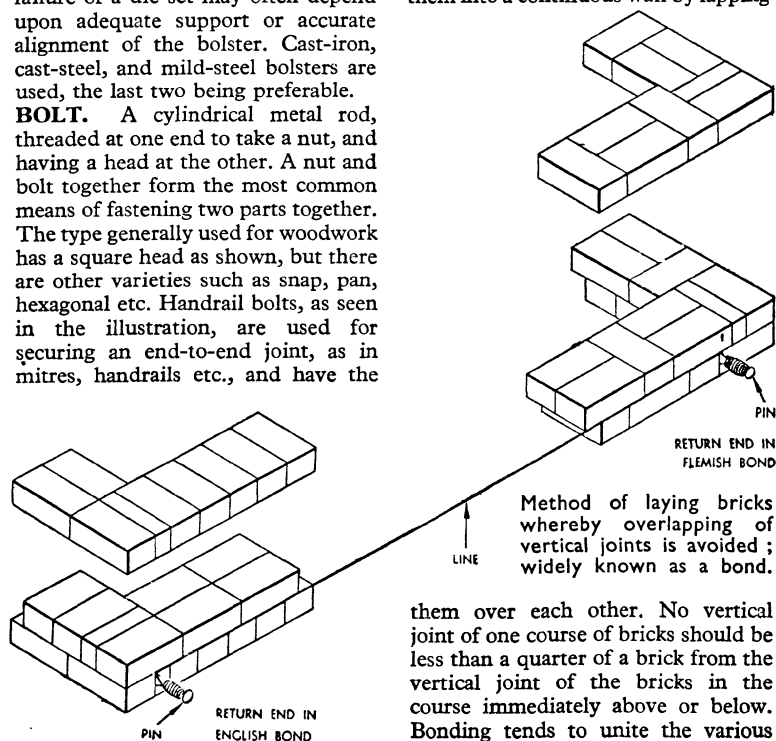 failure of a die set may often depend
upon adequate support or accurate
alignment of the bolster. Cast-iron,
cast-steel, and mild-steel bolsters are
used, the last two being preferable.
BOLT. A cylindrical metal rod,
threaded at one end to take a nut, and
having a head at the other. A nut and
bolt together form the most common
means of fastening two parts together.
The type generally used for woodwork
has a square head as shown, but there
are other varieties such as snap, pan,
hexagonal etc. Handrail bolts, as seen
in the illustration, are used for
securing an end-to-end joint, as in
mitres, handrails etc., and have the
PIN
RETURN END IN
ENGLISH BOND
LINE
them into a continuous wall by lapping
PIN
RETURN END IN
FLEMISH BOND
Method of laying bricks
whereby overlapping of
vertical joints is avoided ;
widely known as a bond.
them over each other. No vertical
joint of one course of bricks should be
less than a quarter of a brick from the
vertical joint of the bricks in the
course immediately above or below.
Bonding tends to unite the various